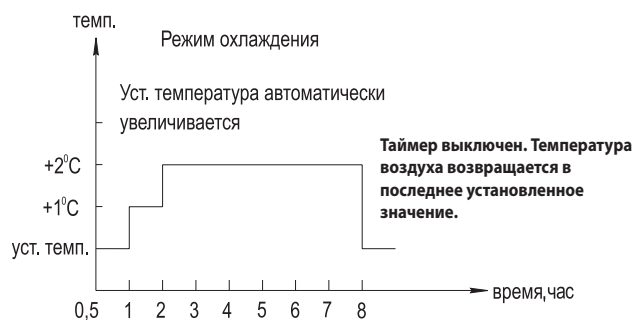 темп.
Режим охлаждения
Уст. температура автоматически
увеличивается
Таймер выключен. Температура
воздуха возвращается в
последнее установленное
значение.
+2⁰C
+1⁰C
уст. темп.
время,час
0,5 1 2 3 4 5 6 7 8